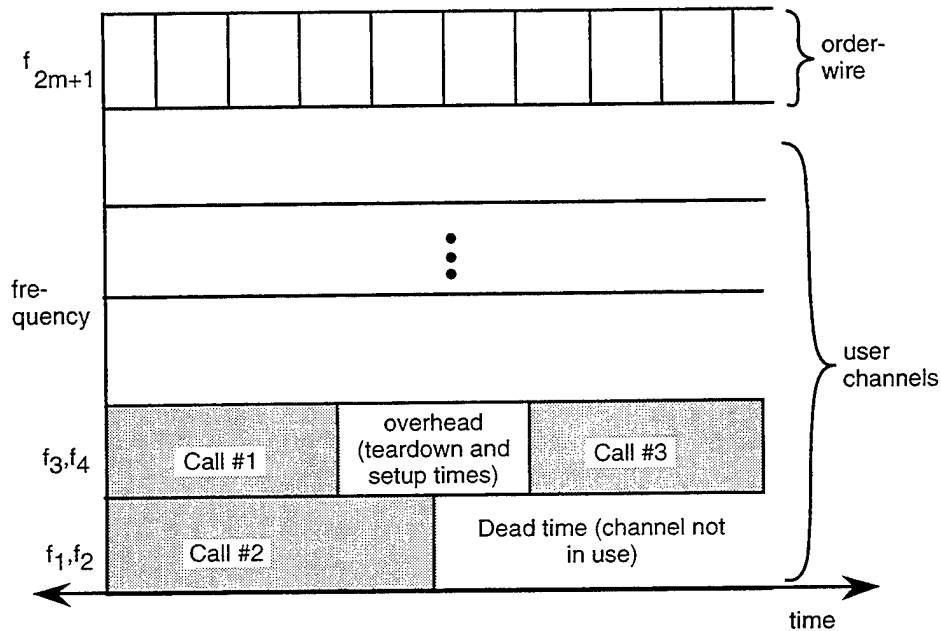 f 2m+1
order-
wire
fre-
quency
user
channels
f3,f4
Call #1
overhead
(teardown and
setup times)
Call #3
f1,f2
Call #2
Dead time (channel not
in use)
time